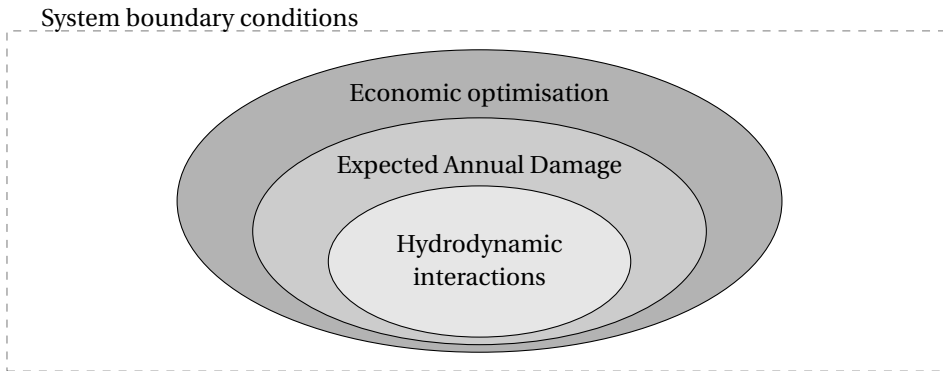 System boundary conditions
Economic optimisation
Expected Annual Damage
Hydrodynamic
interactions